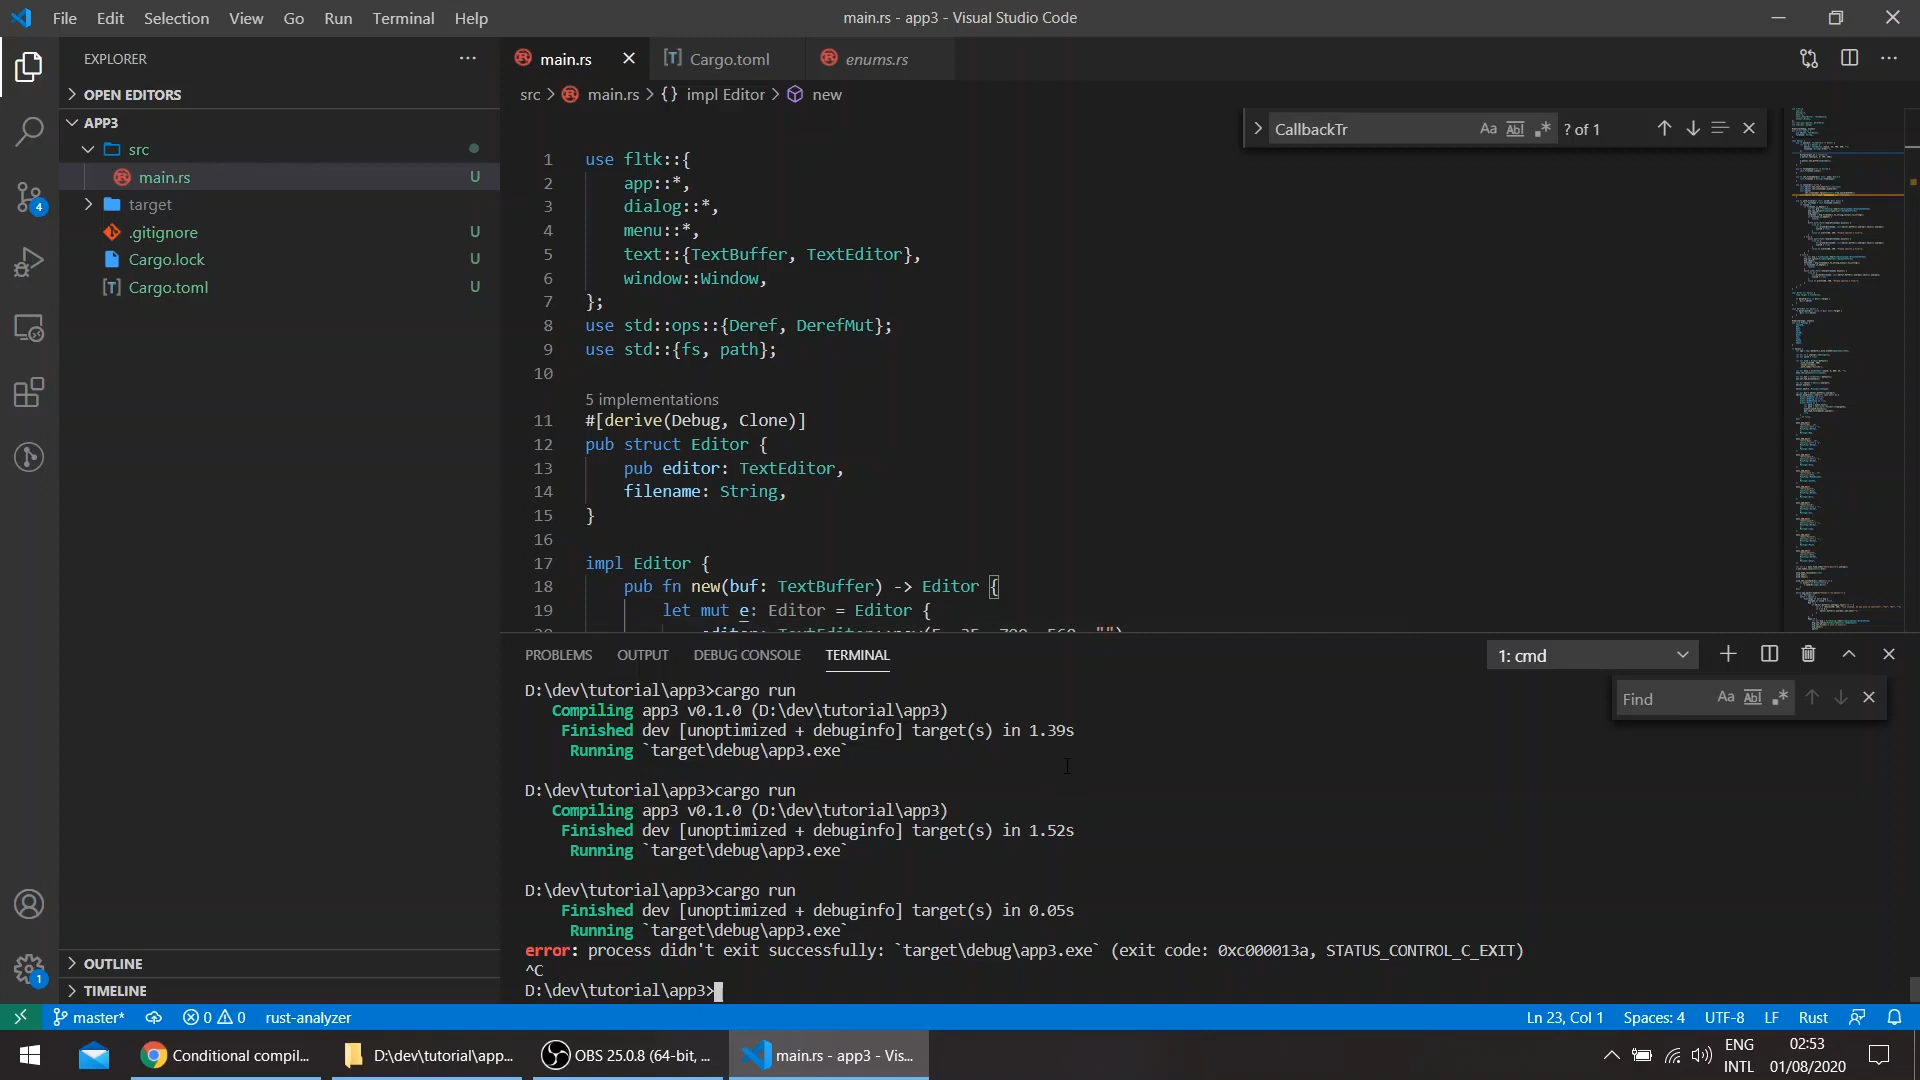 File Edit Selection View Go Run Terminal Help
main.rs - app3 - Visual Studio Code
EXPLORER
OPEN EDITORS
APP3
src
main.rs U
target
.gitignore U
Cargo.lock U
Cargo.toml U
OUTLINE
TIMELINE
4
1
main.rs Cargo.toml enums.rs
src > main.rs > {} impl Editor > new
CallbackTr Aa Abl .* ? of 1
1 use fltk::{
2 app::*,
3 dialog::*,
4 menu::*,
5 text::{TextBuffer, TextEditor},
6 window::Window,
7 };
8 use std::ops::{Deref, DerefMut};
9 use std::{fs, path};
10
5 implementations
11 #[derive(Debug, Clone)]
12 pub struct Editor {
13 pub editor: TextEditor,
14 filename: String,
15 }
16
17 impl Editor {
18 pub fn new(buf: TextBuffer) -> Editor {
19 let mut e: Editor = Editor {
PROBLEMS OUTPUT DEBUG CONSOLE TERMINAL
1: cmd
Find Aa Abl .*
D:\dev\tutorial\app3>cargo run
Compiling app3 v0.1.0 (D:\dev\tutorial\app3)
Finished dev [unoptimized + debuginfo] target(s) in 1.39s
Running `target\debug\app3.exe`
D:\dev\tutorial\app3>cargo run
Compiling app3 v0.1.0 (D:\dev\tutorial\app3)
Finished dev [unoptimized + debuginfo] target(s) in 1.52s
Running `target\debug\app3.exe`
D:\dev\tutorial\app3>cargo run
Finished dev [unoptimized + debuginfo] target(s) in 0.05s
Running `target\debug\app3.exe`
error: process didn't exit successfully: `target\debug\app3.exe` (exit code: 0xc000013a, STATUS_CONTROL_C_EXIT)
^C
D:\dev\tutorial\app3>
master* 0 0 rust-analyzer
Ln 23, Col 1 Spaces: 4 UTF-8 LF Rust
Conditional compil... D:\dev\tutorial\app... OBS 25.0.8 (64-bit, ... main.rs - app3 - Vis...
ENG
INTL
02:53
01/08/2020